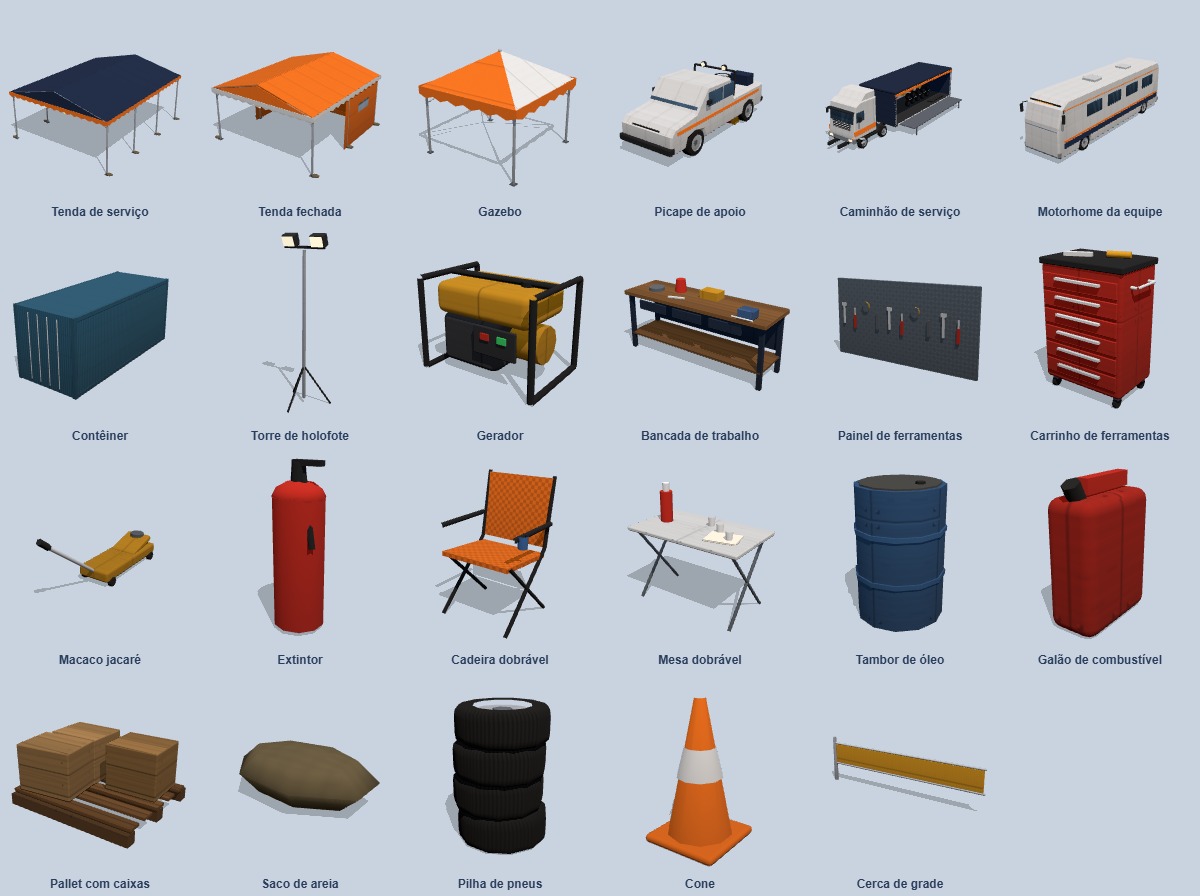 Tenda de serviço
Tenda fechada
Gazebo
Picape de apoio
Caminhão de serviço
Motorhome da equipe
Contêiner
Torre de holofote
Gerador
Bancada de trabalho
Painel de ferramentas
Carrinho de ferramentas
Macaco jacaré
Extintor
Cadeira dobrável
Mesa dobrável
Tambor de óleo
Galão de combustível
Pallet com caixas
Saco de areia
Pilha de pneus
Cone
Cerca de grade